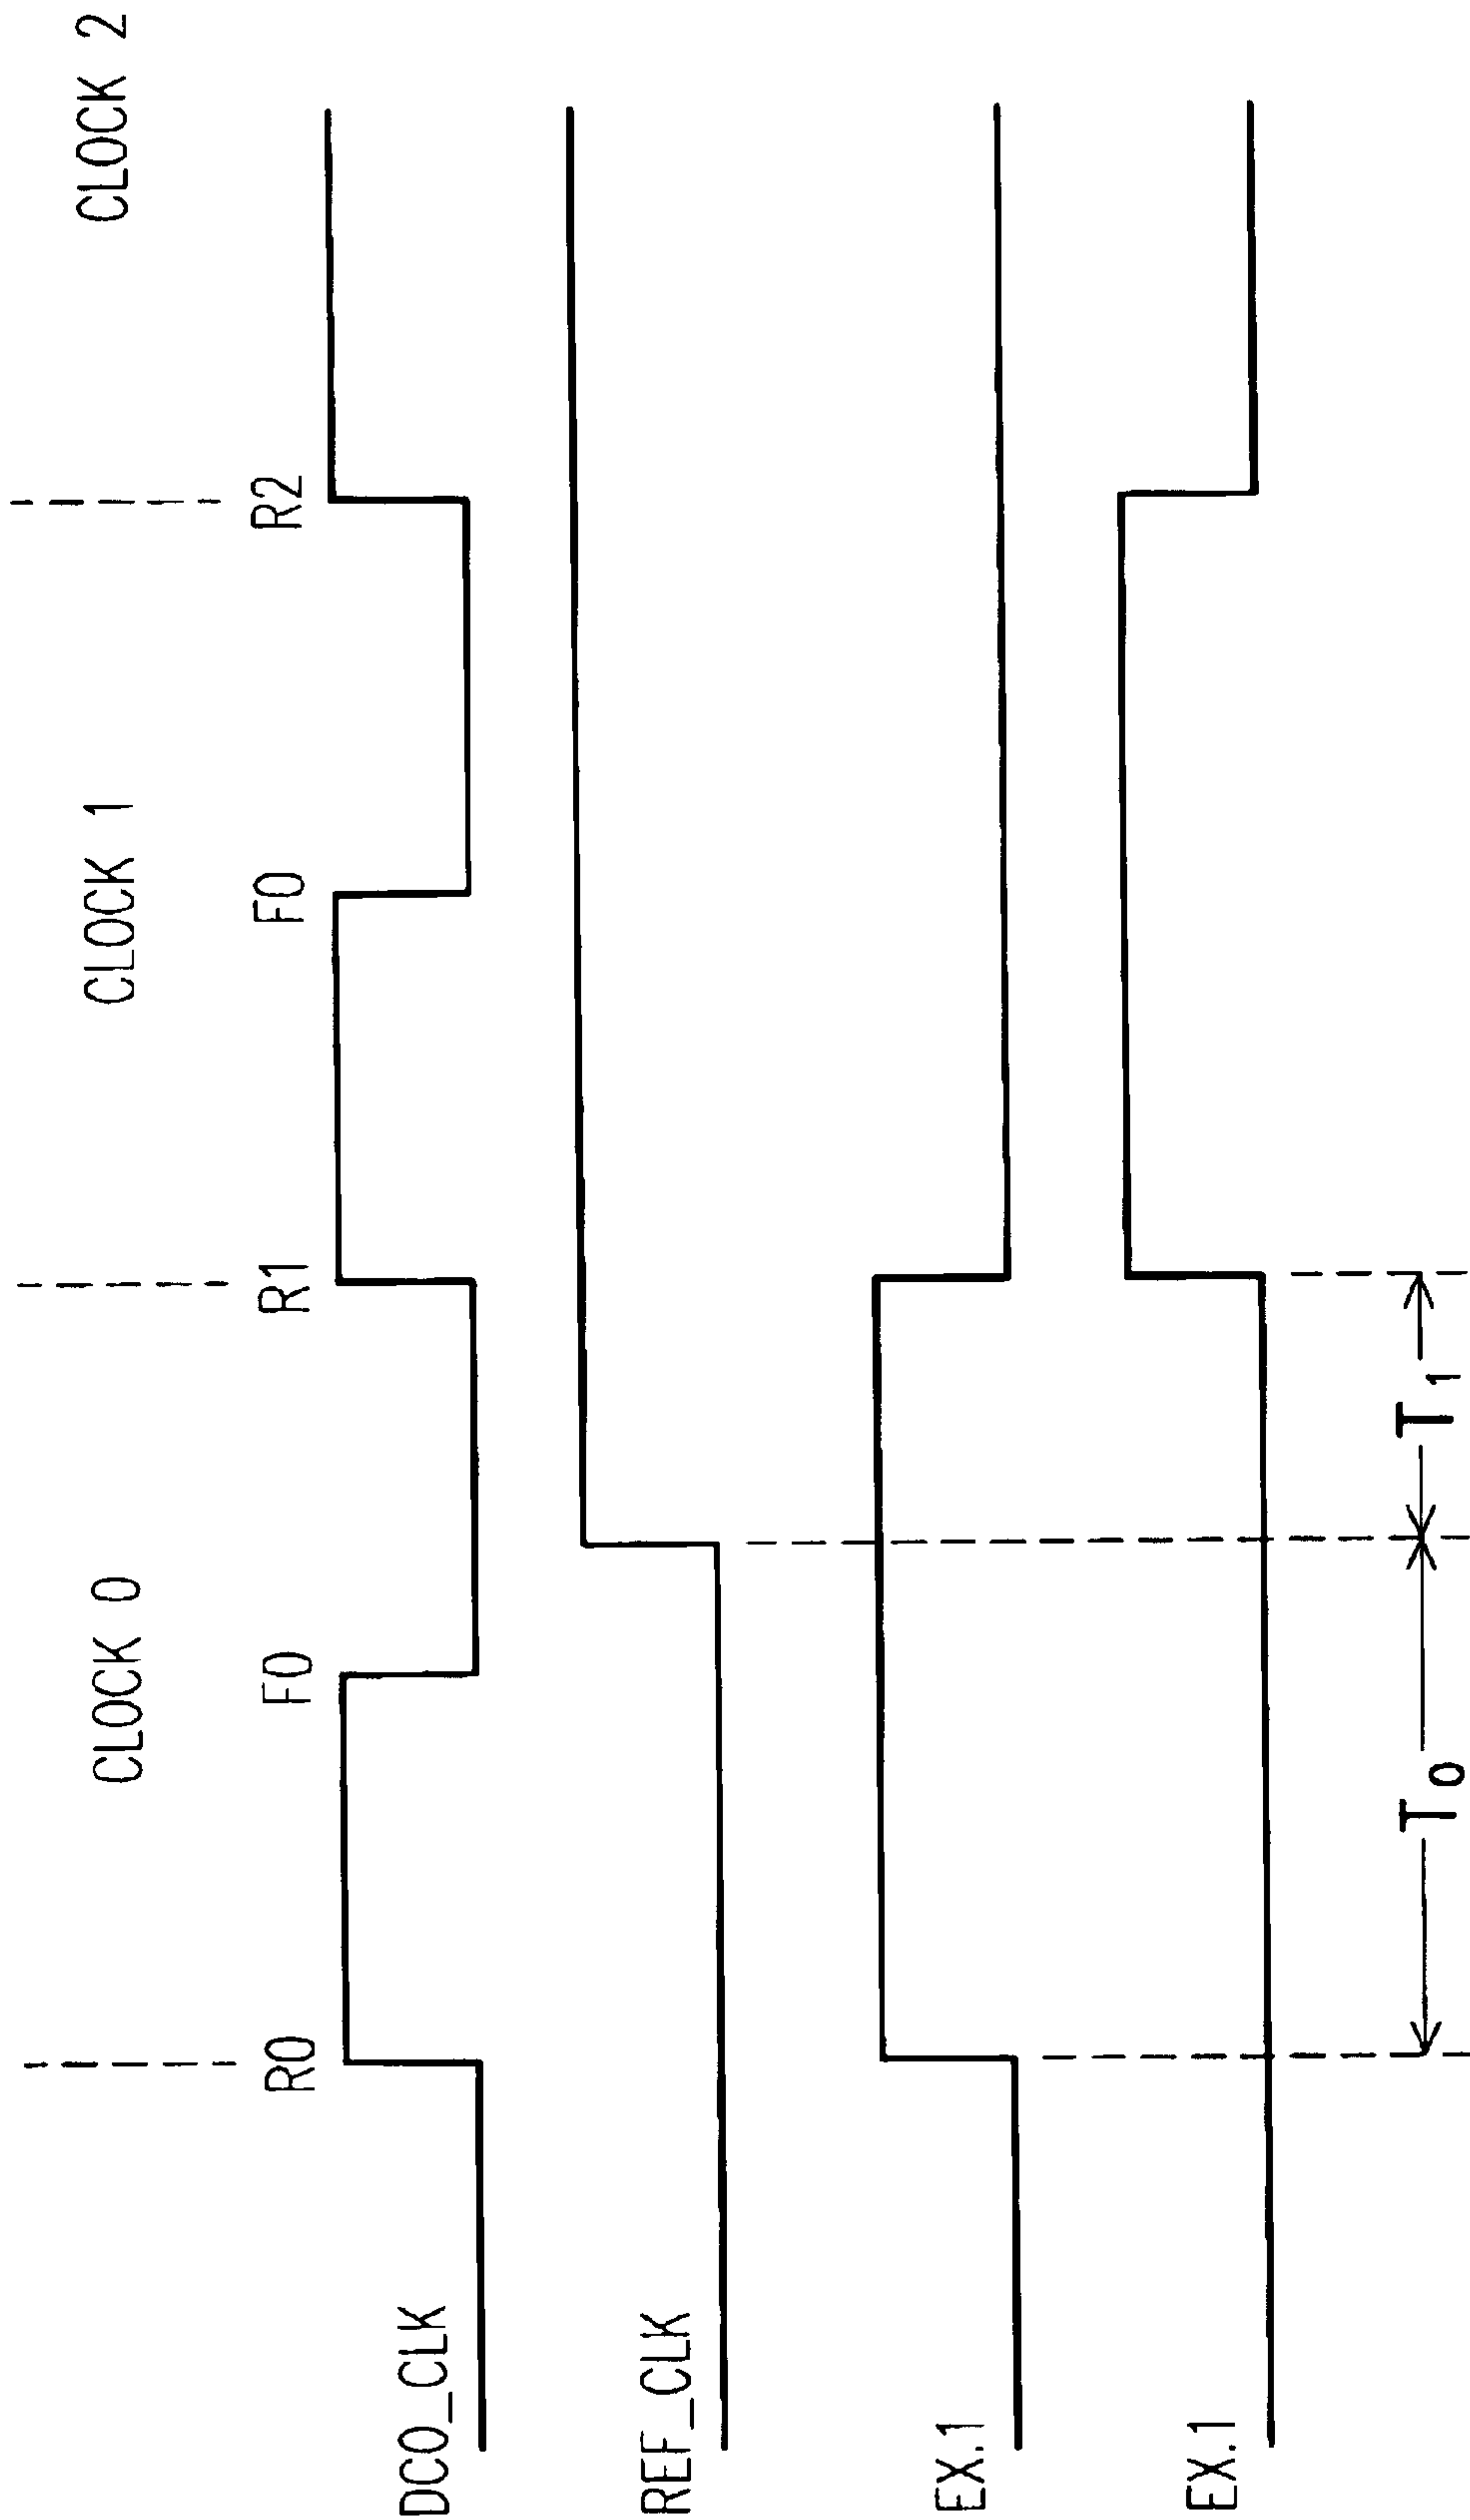 CLOCK 0 CLOCK 1 CLOCK 2
R0 F0 R1 F0 R2
DCO_CLK
REF_CLK
EX.1
EX.1
T0 T1